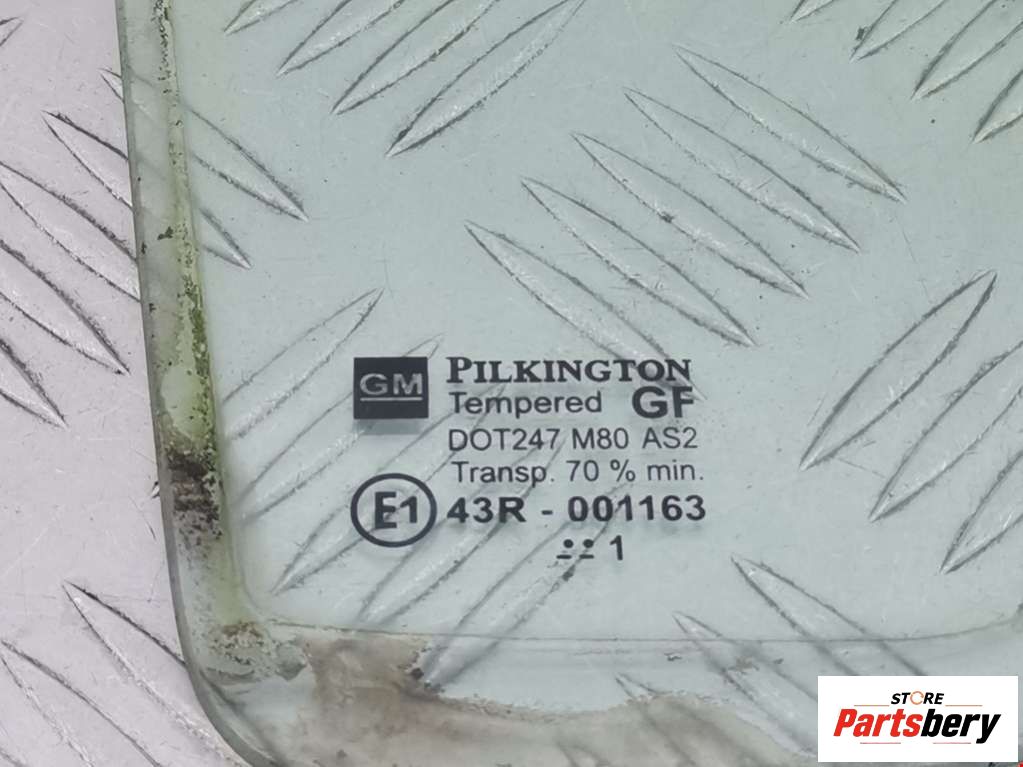 GM PILKINGTON
Tempered GF
DOT247 M80 AS2
Transp. 70 % min.
E1 43R - 001163
1
STORE
Partsbery